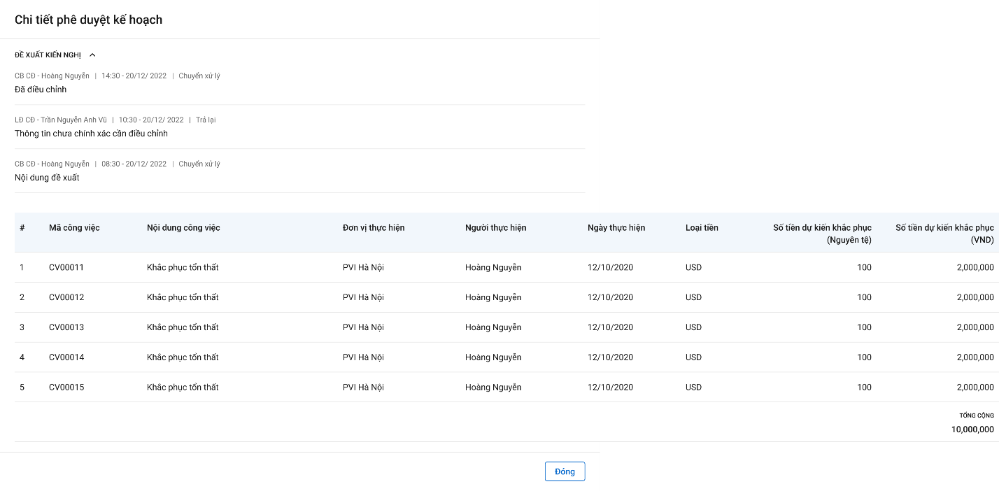 Chi tiết phê duyệt kế hoạch
ĐỀ XUẤT KIẾN NGHỊ
CB CĐ - Hoàng Nguyễn | 14:30 - 20/12/ 2022 | Chuyển xử lý
Đã điều chỉnh
LĐ CĐ - Trần Nguyễn Anh Vũ | 10:30 - 20/12/ 2022 | Trả lại
Thông tin chưa chính xác cần điều chỉnh
CB CĐ - Hoàng Nguyễn | 08:30 - 20/12/ 2022 | Chuyển xử lý
Nội dung đề xuất
# Mã công việc Nội dung công việc Đơn vị thực hiện Người thực hiện Ngày thực hiện Loại tiền Số tiền dự kiến khắc phục Số tiền dự kiến khắc phục
(Nguyên tệ) (VND)
1 CV00011 Khắc phục tổn thất PVI Hà Nội Hoàng Nguyễn 12/10/2020 USD 100 2,000,000
2 CV00012 Khắc phục tổn thất PVI Hà Nội Hoàng Nguyễn 12/10/2020 USD 100 2,000,000
3 CV00013 Khắc phục tổn thất PVI Hà Nội Hoàng Nguyễn 12/10/2020 USD 100 2,000,000
4 CV00014 Khắc phục tổn thất PVI Hà Nội Hoàng Nguyễn 12/10/2020 USD 100 2,000,000
5 CV00015 Khắc phục tổn thất PVI Hà Nội Hoàng Nguyễn 12/10/2020 USD 100 2,000,000
TỔNG CỘNG
10,000,000
Đóng